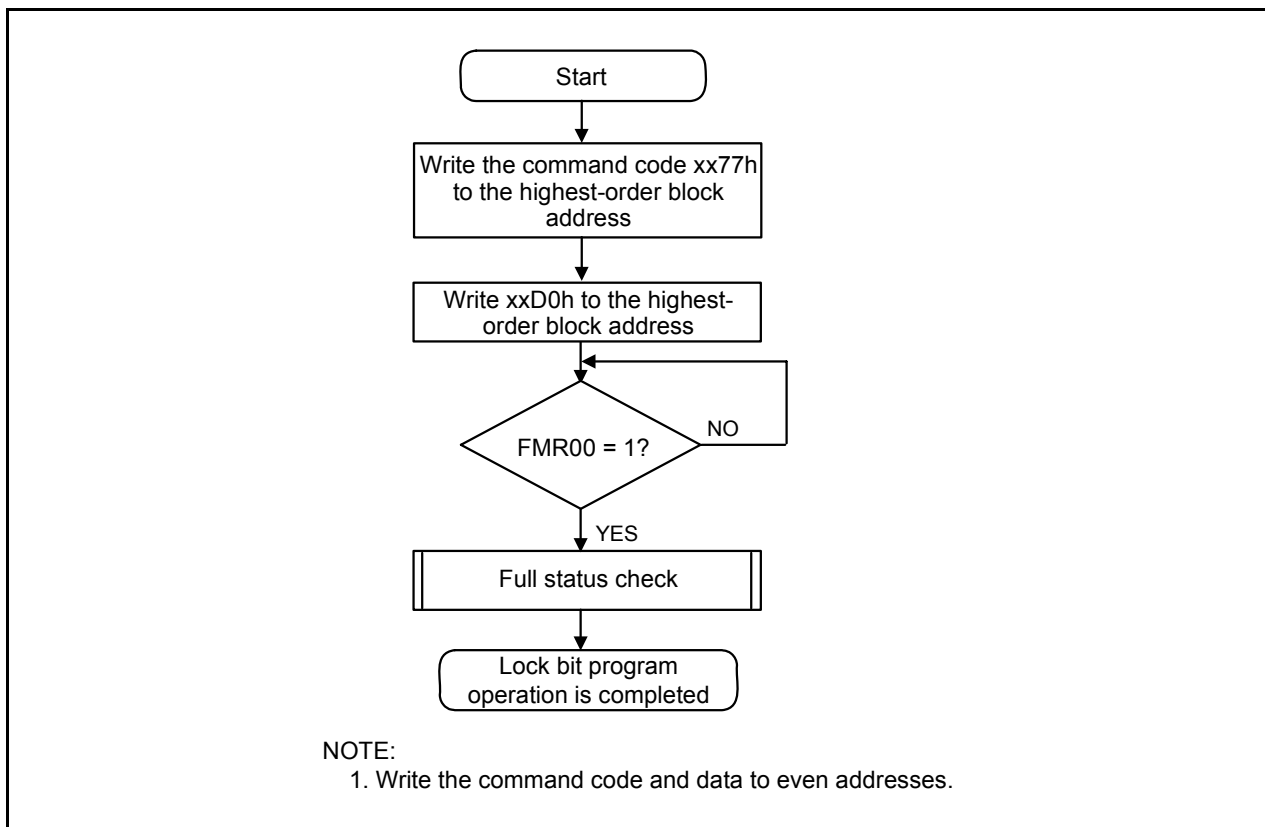 Start
Write the command code xx77h
to the highest-order block
address
Write xxD0h to the highest-
order block address
FMR00 = 1?
NO
YES
Full status check
Lock bit program
operation is completed
NOTE:
1. Write the command code and data to even addresses.